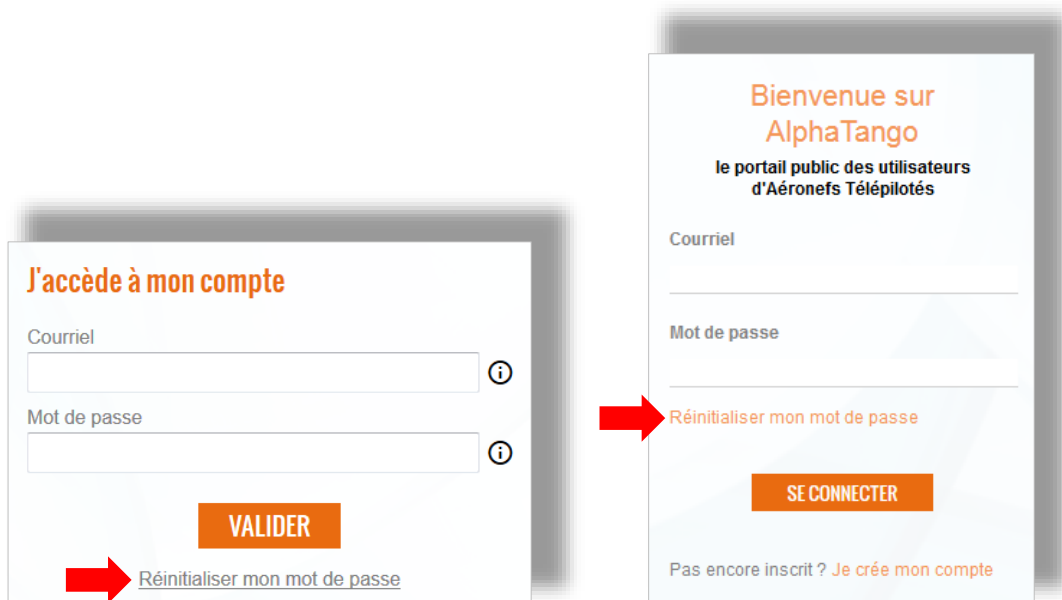 J'accède à mon compte
Courriel
Mot de passe
VALIDER
Réinitialiser mon mot de passe
Bienvenue sur
AlphaTango
le portail public des utilisateurs
d'Aéronefs Télépilotés
Courriel
Mot de passe
Réinitialiser mon mot de passe
SE CONNECTER
Pas encore inscrit ? Je crée mon compte